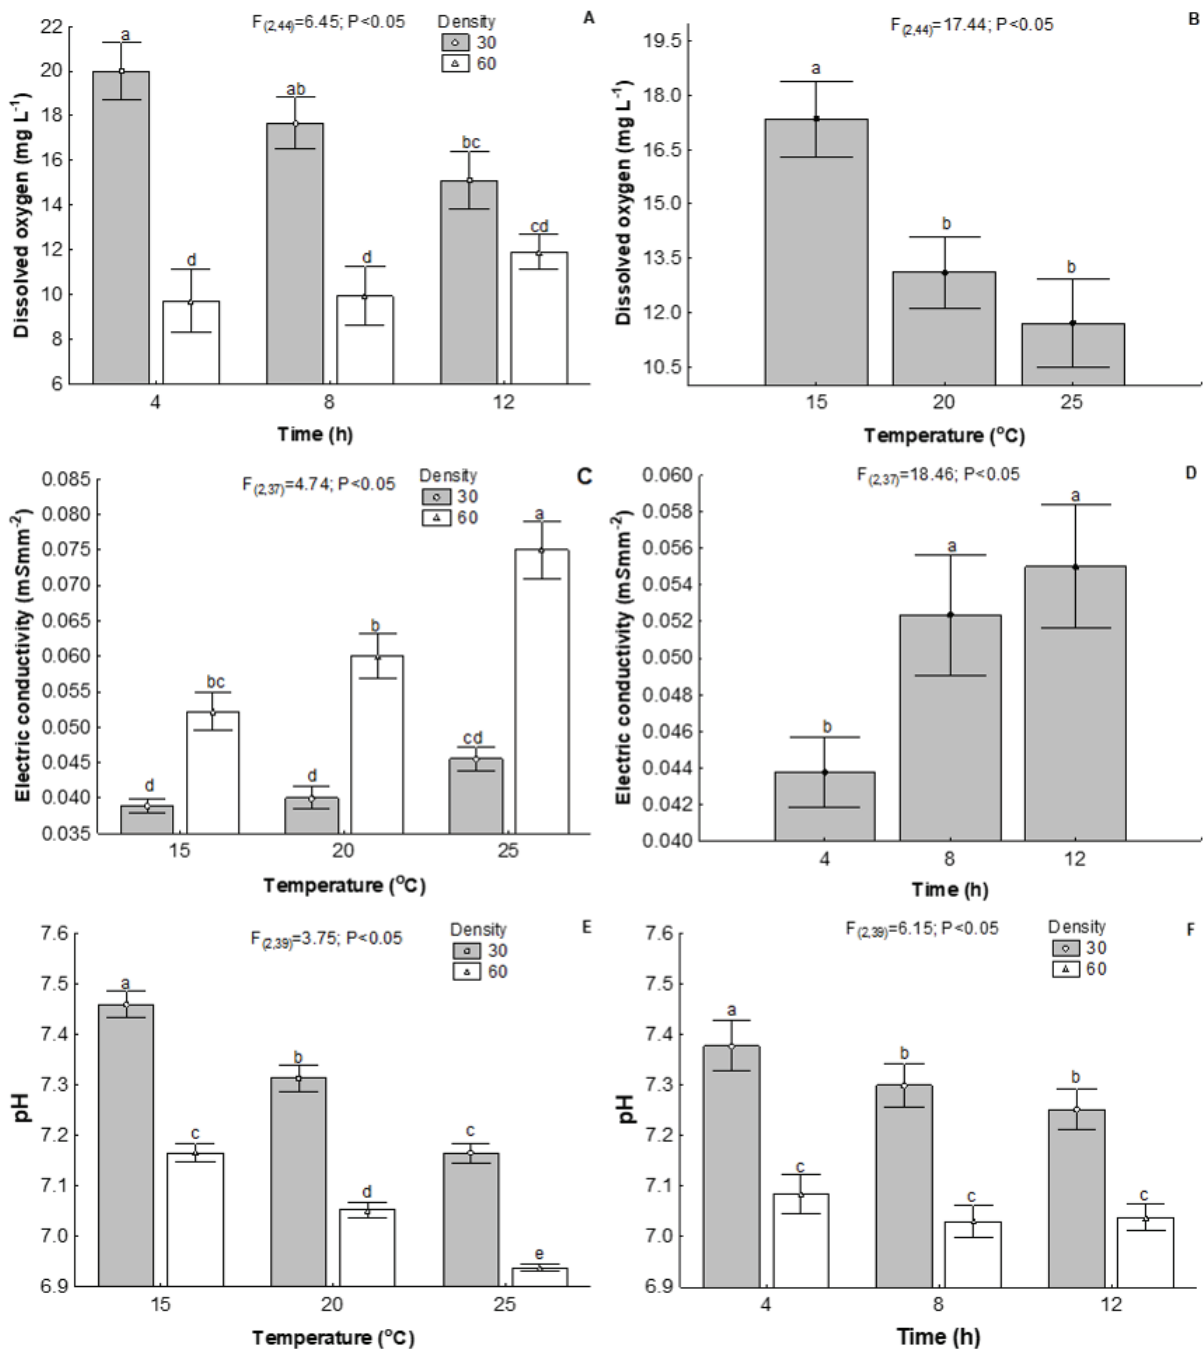 F(2,44)=6.45; P<0.05
A
Density
30
60
22
20
18
16
14
12
10
8
6
Dissolved oxygen (mg L-1)
a
ab
bc
d
d
cd
4 8 12
Time (h)
F(2,44)=17.44; P<0.05
B
19.5
18.0
16.5
15.0
13.5
12.0
10.5
Dissolved oxygen (mg L-1)
a
b
b
15 20 25
Temperature (oC)
F(2,37)=4.74; P<0.05
C
Density
30
60
0.085
0.080
0.075
0.070
0.065
0.060
0.055
0.050
0.045
0.040
0.035
Electric conductivity (mSmm-2)
a
b
bc
cd
d
d
15 20 25
Temperature (oC)
F(2,37)=18.46; P<0.05
D
0.060
0.058
0.056
0.054
0.052
0.050
0.048
0.046
0.044
0.042
0.040
Electric conductivity (mSmm-2)
a
a
b
4 8 12
Time (h)
F(2,39)=3.75; P<0.05
E
Density
30
60
7.6
7.5
7.4
7.3
7.2
7.1
7.0
6.9
pH
a
b
c
c
d
e
15 20 25
Temperature (oC)
F(2,39)=6.15; P<0.05
F
Density
30
60
7.6
7.5
7.4
7.3
7.2
7.1
7.0
6.9
pH
a
b
b
c
c
c
4 8 12
Time (h)